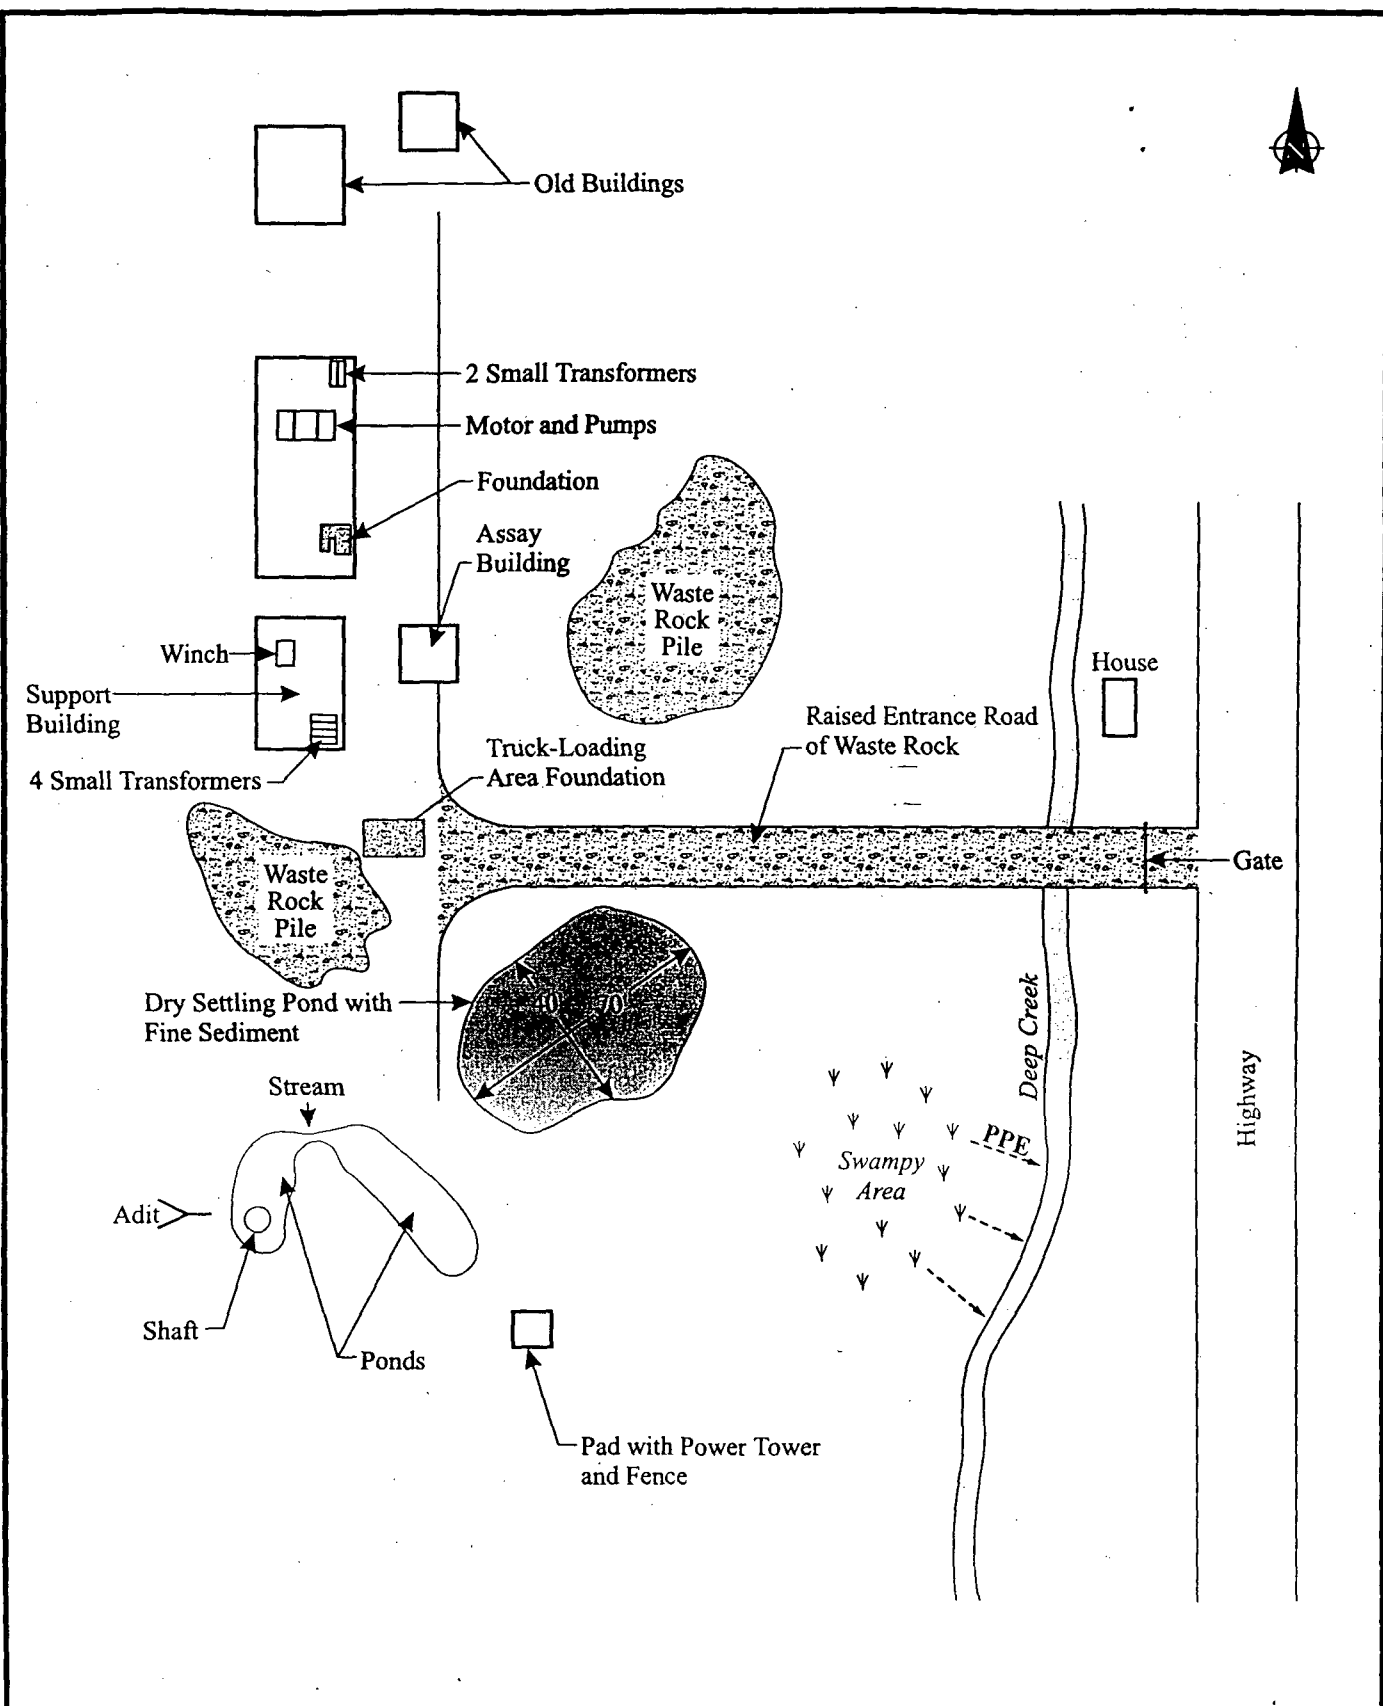 N
Old Buildings
2 Small Transformers
Motor and Pumps
Foundation
Assay
Building
Waste
Rock
Pile
Winch
Support
Building
4 Small Transformers
House
Raised Entrance Road
of Waste Rock
Truck-Loading
Area Foundation
Waste
Rock
Pile
Gate
Dry Settling Pond with
Fine Sediment
40
70
Deep Creek
Highway
Stream
PPE
Swampy
Area
Adit
Shaft
Ponds
Pad with Power Tower
and Fence